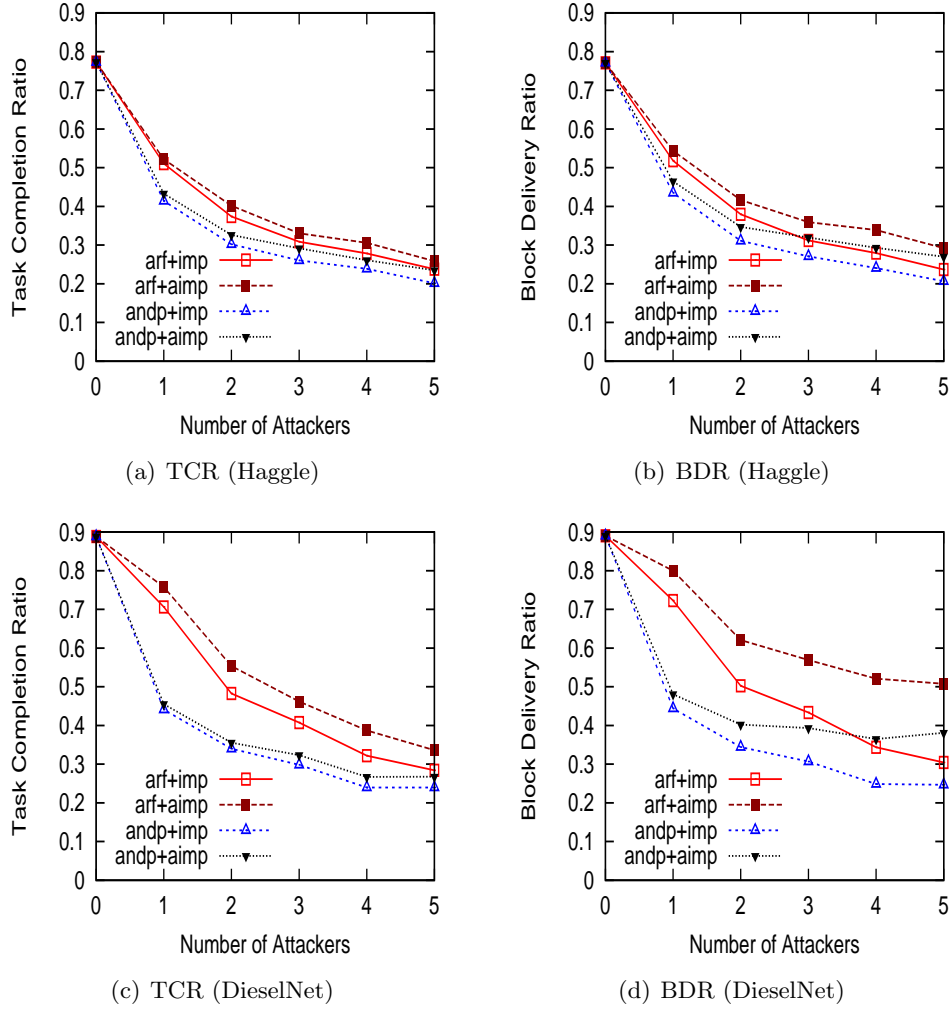 0.9
0.8
0.7
0.6
0.5
0.4
0.3
0.2
0.1
0
Task Completion Ratio
arf+imp
arf+aimp
andp+imp
andp+aimp
0 1 2 3 4 5
Number of Attackers
(a) TCR (Haggle)
0.9
0.8
0.7
0.6
0.5
0.4
0.3
0.2
0.1
0
Block Delivery Ratio
arf+imp
arf+aimp
andp+imp
andp+aimp
0 1 2 3 4 5
Number of Attackers
(b) BDR (Haggle)
0.9
0.8
0.7
0.6
0.5
0.4
0.3
0.2
0.1
0
Task Completion Ratio
arf+imp
arf+aimp
andp+imp
andp+aimp
0 1 2 3 4 5
Number of Attackers
(c) TCR (DieselNet)
0.9
0.8
0.7
0.6
0.5
0.4
0.3
0.2
0.1
0
Block Delivery Ratio
arf+imp
arf+aimp
andp+imp
andp+aimp
0 1 2 3 4 5
Number of Attackers
(d) BDR (DieselNet)